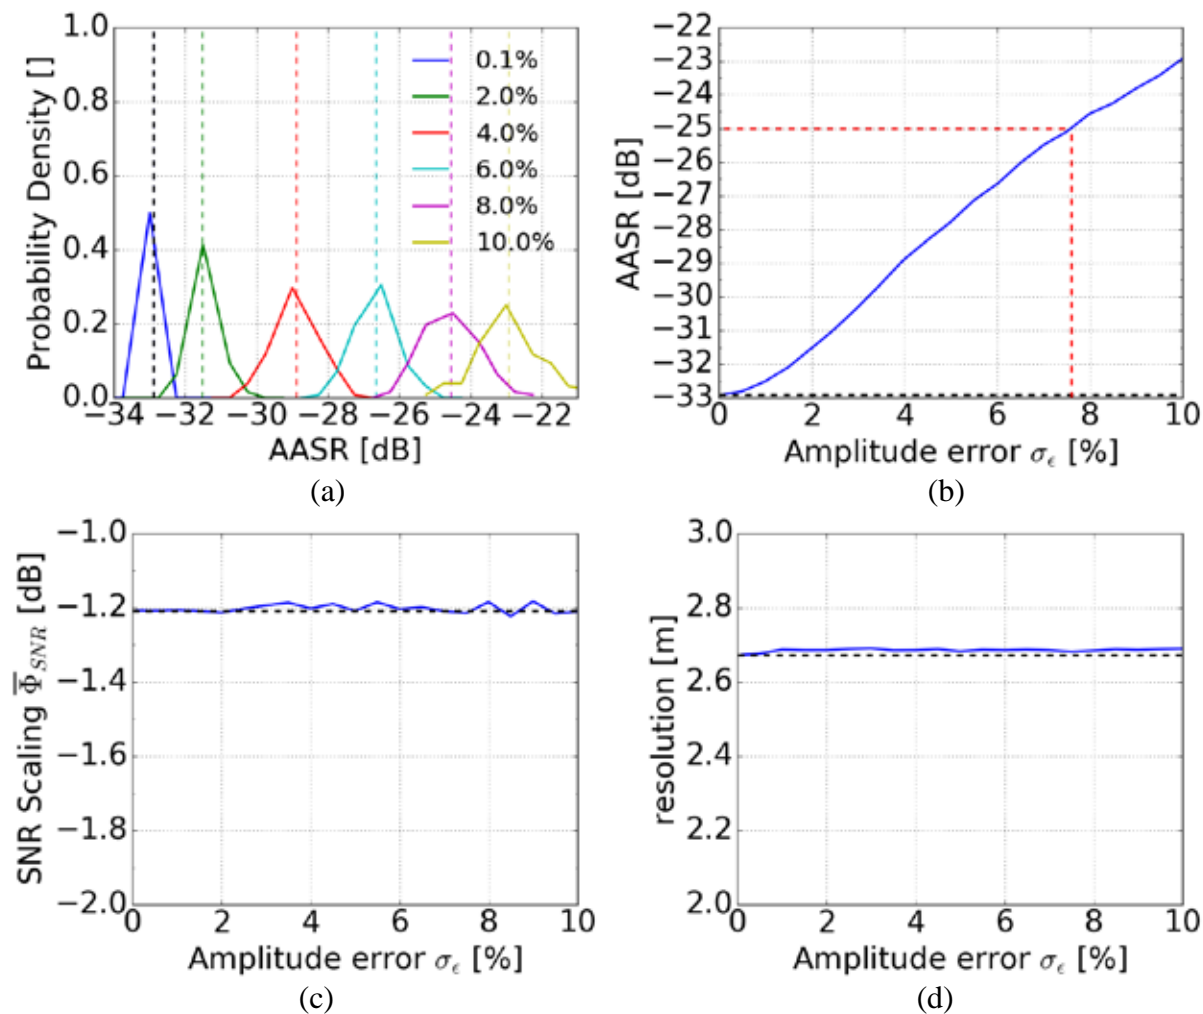 Probability Density []
1.0
0.8
0.6
0.4
0.2
0.0
−34 −32 −30 −28 −26 −24 −22
AASR [dB]
0.1%
2.0%
4.0%
6.0%
8.0%
10.0%
(a)
AASR [dB]
−22
−23
−24
−25
−26
−27
−28
−29
−30
−31
−32
−33
0 2 4 6 8 10
Amplitude error σϵ [%]
(b)
SNR Scaling Φ̅SNR [dB]
−1.0
−1.2
−1.4
−1.6
−1.8
−2.0
0 2 4 6 8 10
Amplitude error σϵ [%]
(c)
resolution [m]
3.0
2.8
2.6
2.4
2.2
2.0
0 2 4 6 8 10
Amplitude error σϵ [%]
(d)